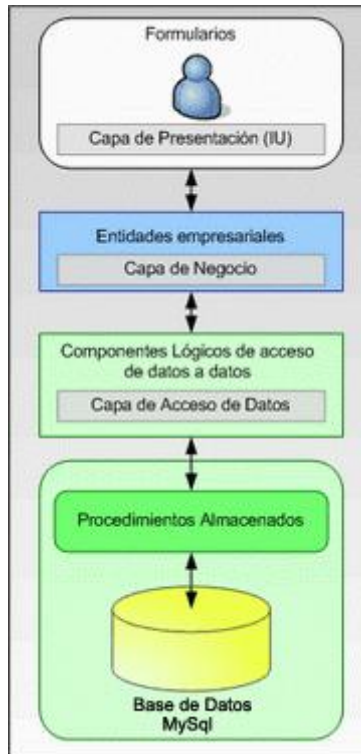 Formularios
Capa de Presentación (IU)
Entidades empresariales
Capa de Negocio
Componentes Lógicos de acceso
de datos a datos
Capa de Acceso de Datos
Procedimientos Almacenados
Base de Datos
MySql